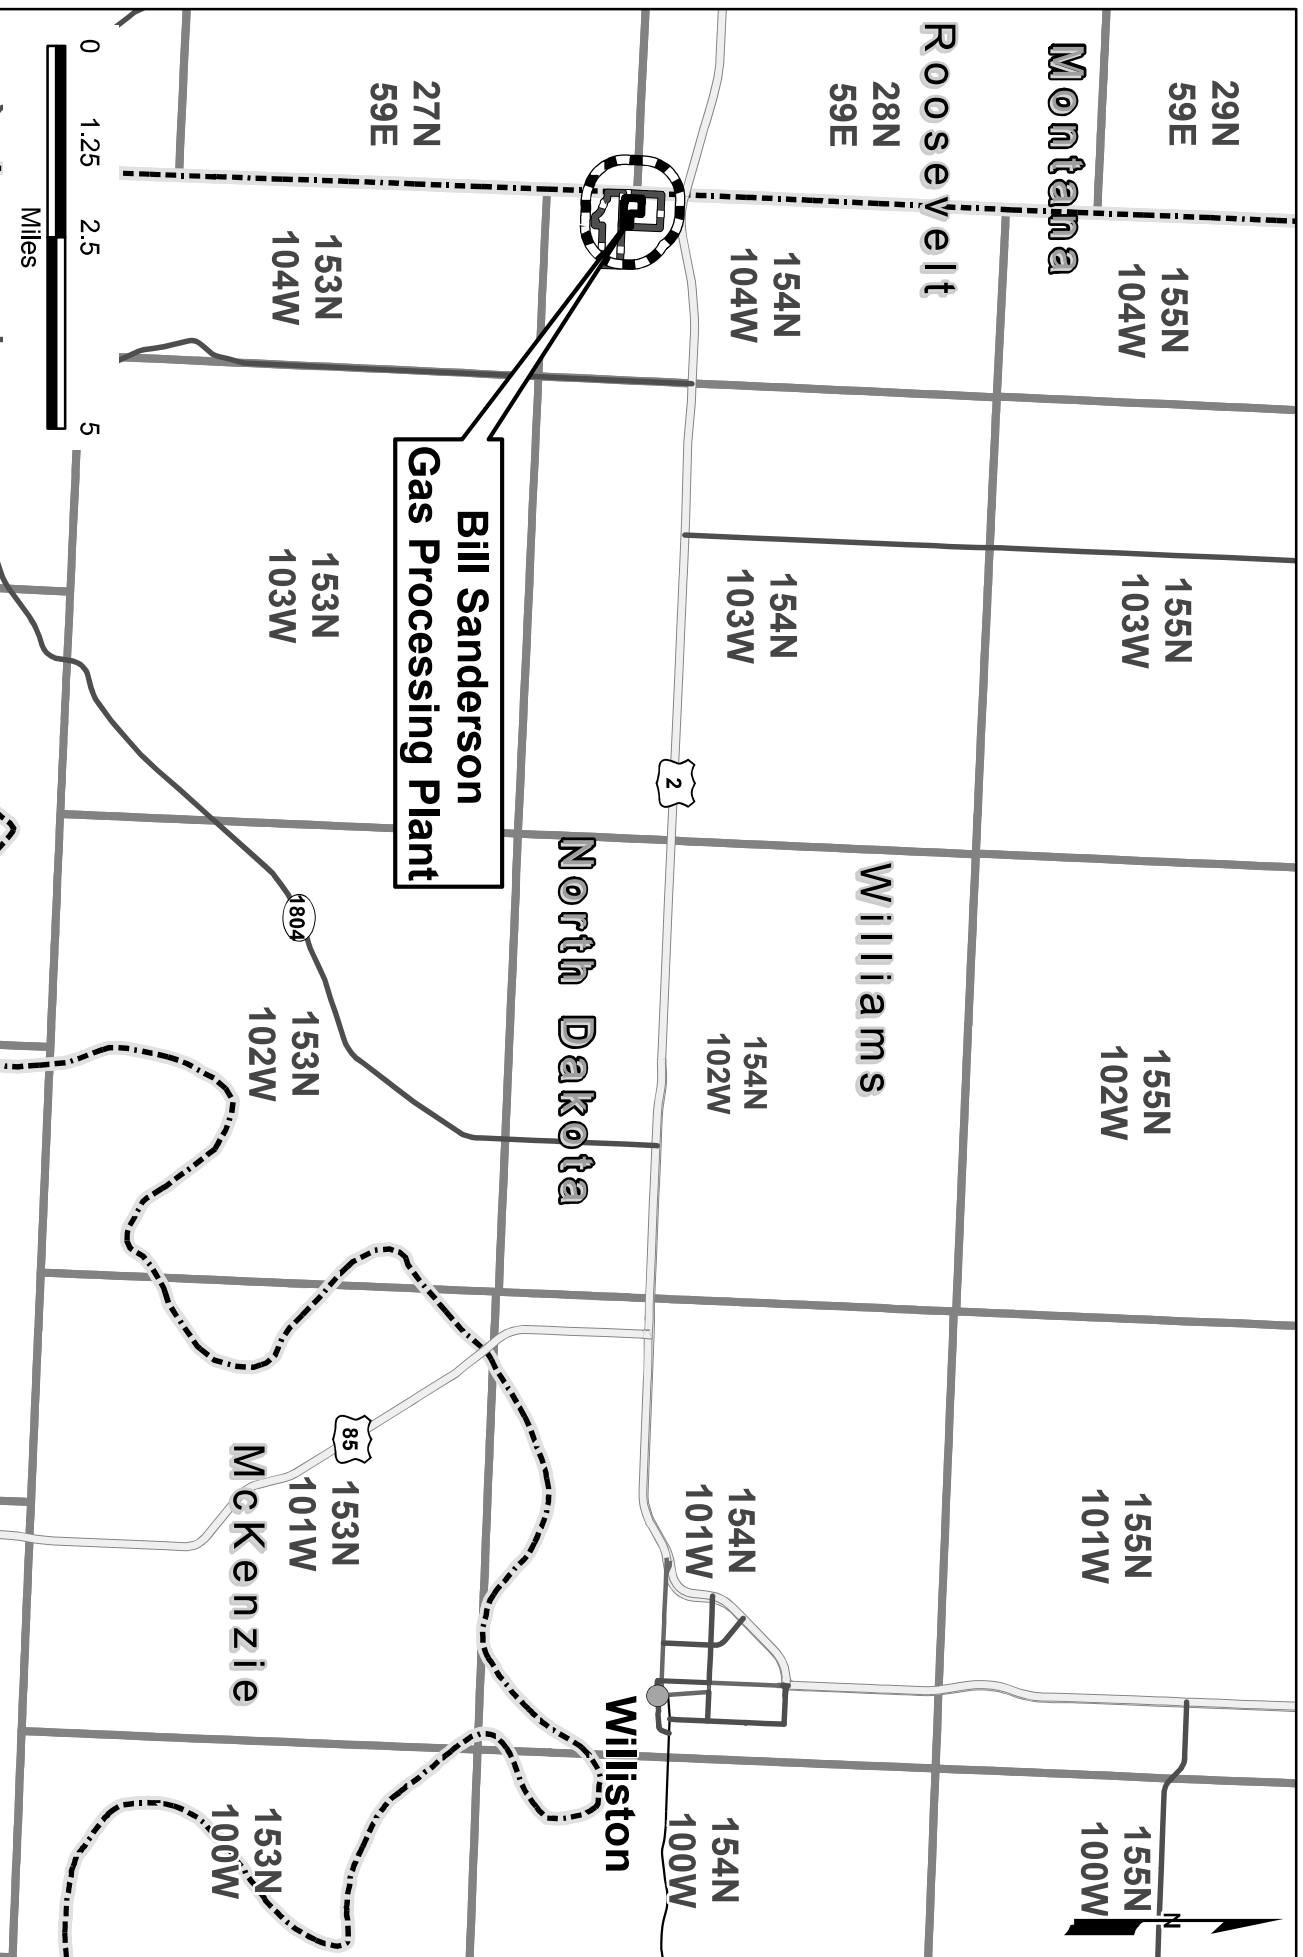 Montana
Roosevelt
29N
59E
28N
59E
27N
59E
155N
104W
154N
104W
153N
104W
155N
103W
154N
103W
153N
103W
155N
102W
154N
102W
153N
102W
155N
101W
154N
101W
153N
101W
155N
100W
154N
100W
153N
100W
Williams
North Dakota
McKenzie
Williston
Bill Sanderson
Gas Processing Plant
2
1804
85
N
0 1.25 2.5 5
Miles